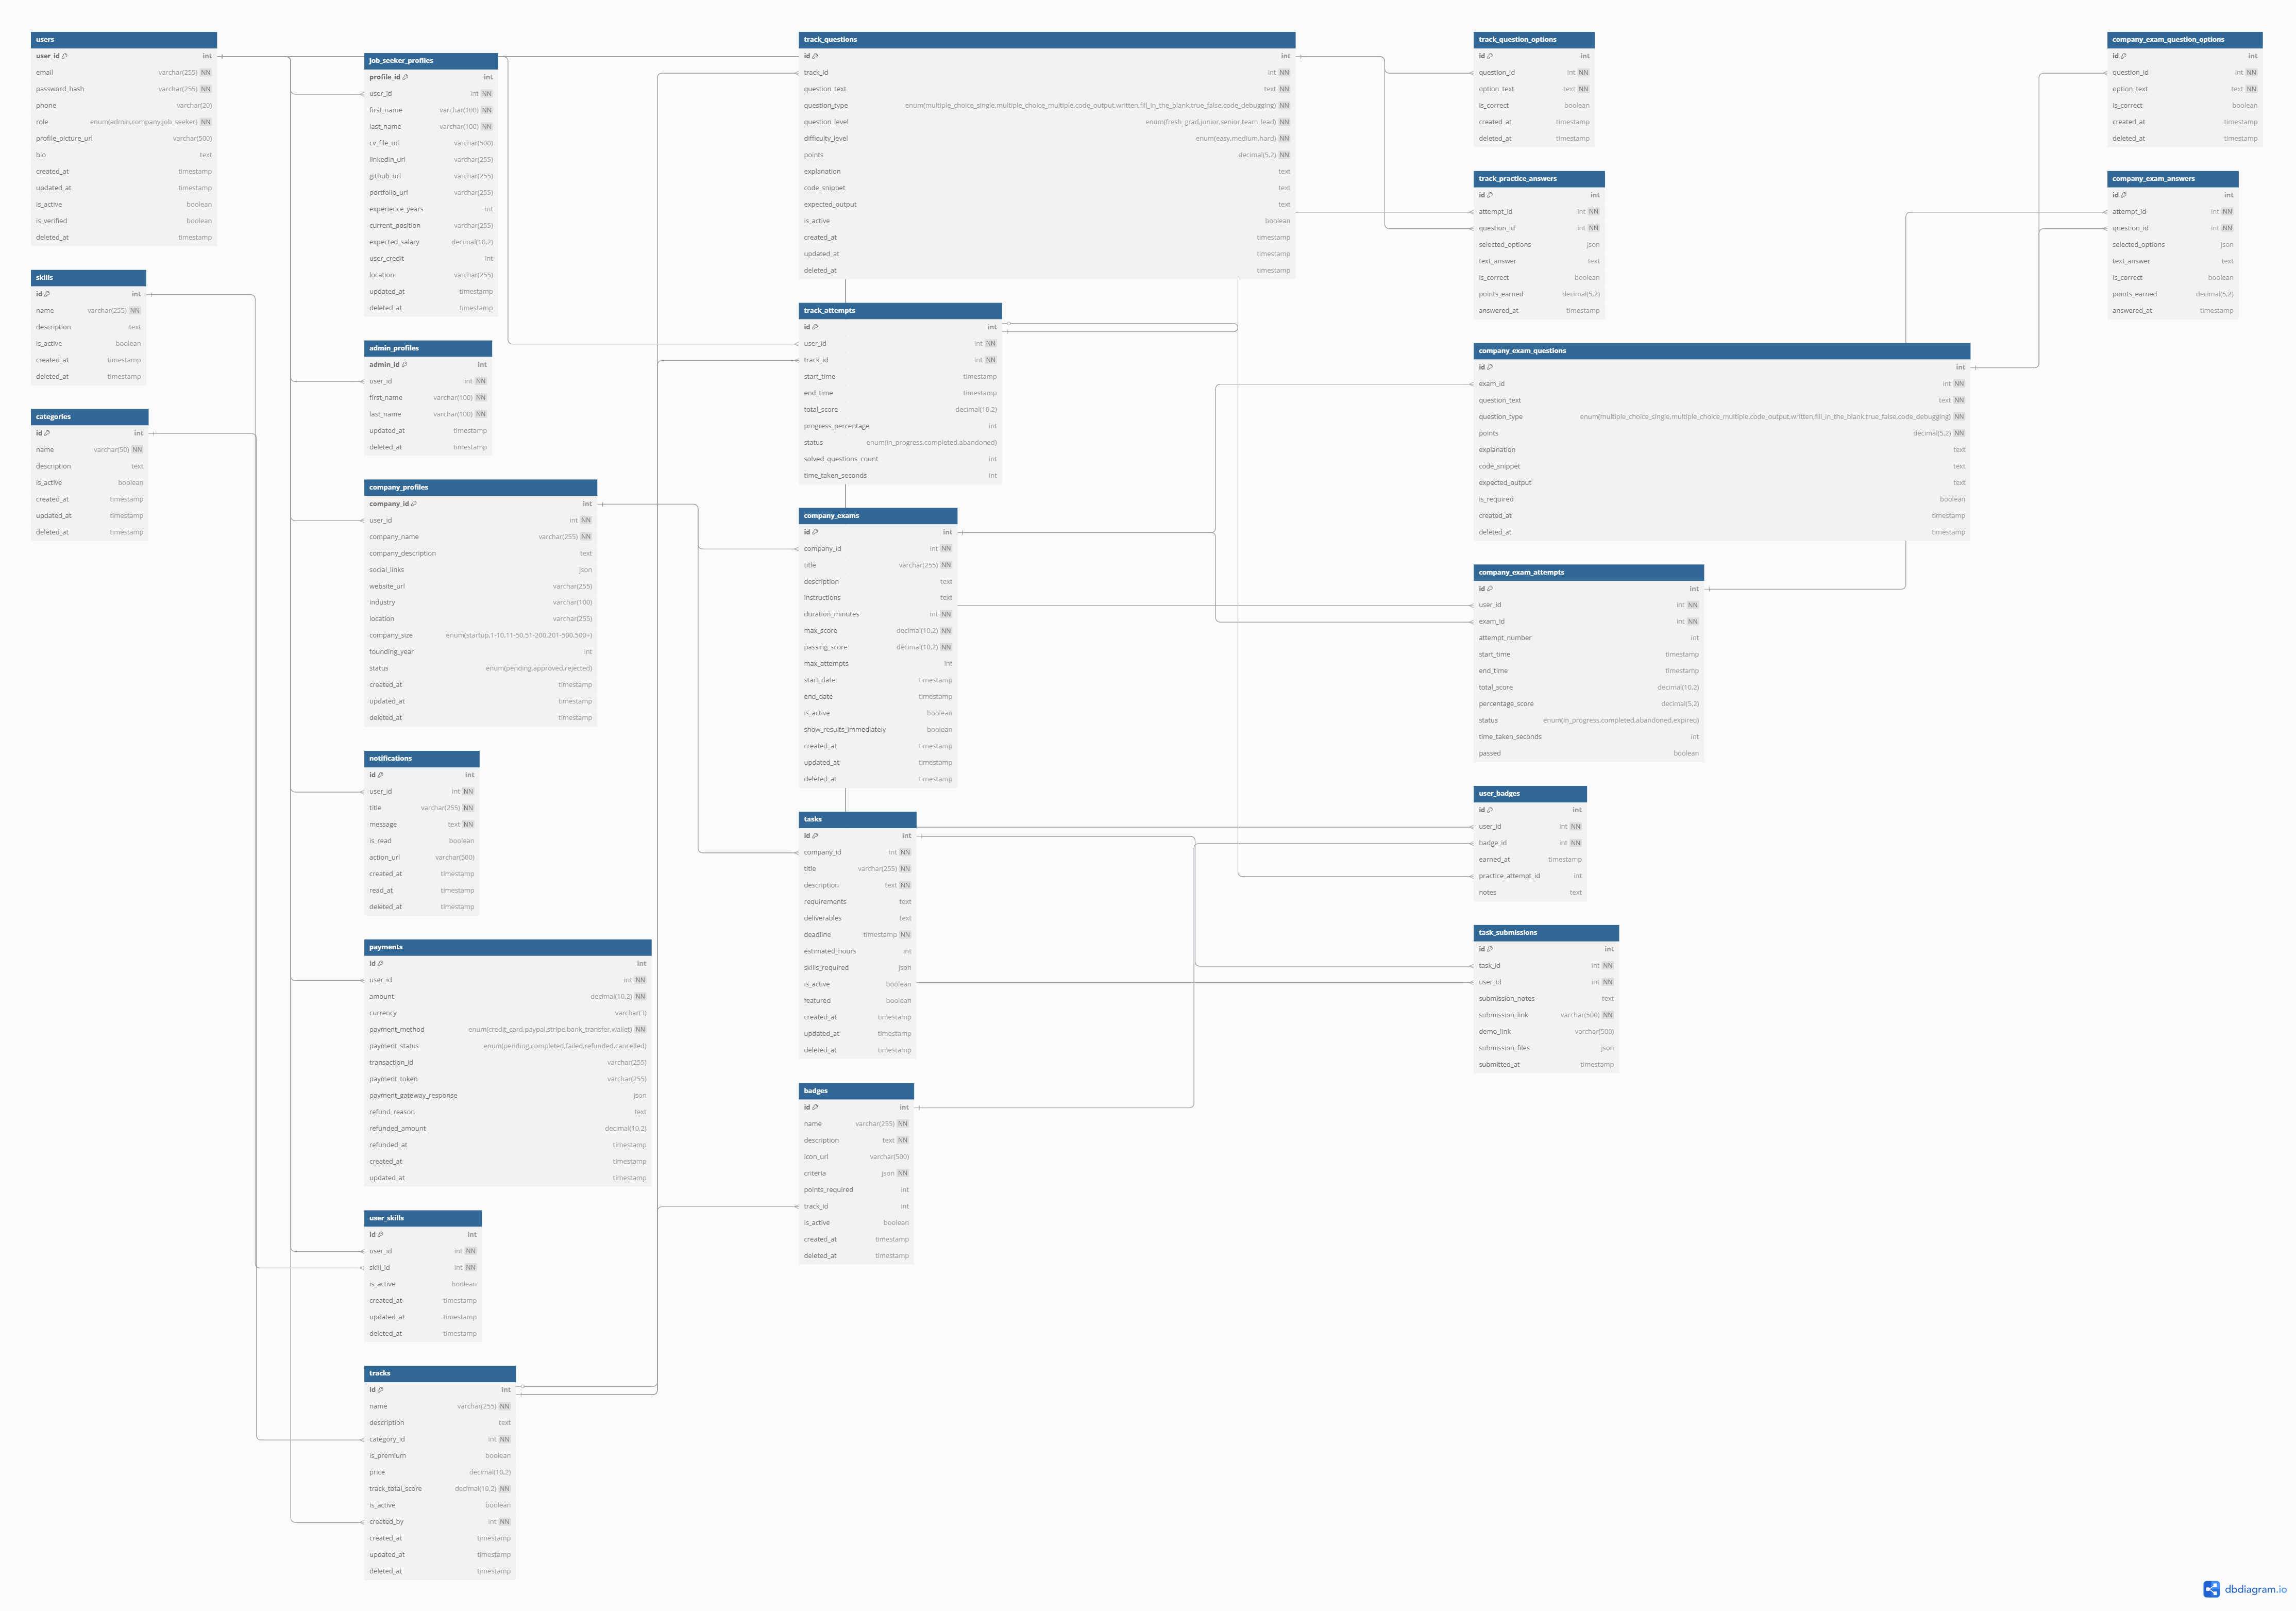 users
user_id int
email varchar(255) NN
password_hash varchar(255) NN
phone varchar(20)
role enum(admin,company,job_seeker) NN
profile_picture_url varchar(500)
bio text
created_at timestamp
updated_at timestamp
is_active boolean
is_verified boolean
deleted_at timestamp
skills
id int
name varchar(255) NN
description text
is_active boolean
created_at timestamp
deleted_at timestamp
categories
id int
name varchar(50) NN
description text
is_active boolean
created_at timestamp
updated_at timestamp
deleted_at timestamp
job_seeker_profiles
profile_id int
user_id int NN
first_name varchar(100) NN
last_name varchar(100) NN
cv_file_url varchar(500)
linkedin_url varchar(255)
github_url varchar(255)
portfolio_url varchar(255)
experience_years int
current_position varchar(255)
expected_salary decimal(10,2)
user_credit int
location varchar(255)
updated_at timestamp
deleted_at timestamp
admin_profiles
admin_id int
user_id int NN
first_name varchar(100) NN
last_name varchar(100) NN
updated_at timestamp
deleted_at timestamp
company_profiles
company_id int
user_id int NN
company_name varchar(255) NN
company_description text
social_links json
website_url varchar(255)
industry varchar(100)
location varchar(255)
company_size enum(startup,1-10,11-50,51-200,201-500,500+)
founding_year int
status enum(pending,approved,rejected)
created_at timestamp
updated_at timestamp
deleted_at timestamp
notifications
id int
user_id int NN
title varchar(255) NN
message text NN
is_read boolean
action_url varchar(500)
created_at timestamp
read_at timestamp
deleted_at timestamp
payments
id int
user_id int NN
amount decimal(10,2) NN
currency varchar(3)
payment_method enum(credit_card,paypal,stripe,bank_transfer,wallet) NN
payment_status enum(pending,completed,failed,refunded,cancelled)
transaction_id varchar(255)
payment_token varchar(255)
payment_gateway_response json
refund_reason text
refunded_amount decimal(10,2)
refunded_at timestamp
created_at timestamp
updated_at timestamp
user_skills
id int
user_id int NN
skill_id int NN
is_active boolean
created_at timestamp
updated_at timestamp
deleted_at timestamp
tracks
id int
name varchar(255) NN
description text
category_id int NN
is_premium boolean
price decimal(10,2)
track_total_score decimal(10,2) NN
is_active boolean
created_by int NN
created_at timestamp
updated_at timestamp
deleted_at timestamp
track_questions
id int
track_id int NN
question_text text NN
question_type enum(multiple_choice_single,multiple_choice_multiple,code_output,written,fill_in_the_blank,true_false,code_debugging) NN
question_level enum(fresh_grad,junior,senior,team_lead) NN
difficulty_level enum(easy,medium,hard) NN
points decimal(5,2) NN
explanation text
code_snippet text
expected_output text
is_active boolean
created_at timestamp
updated_at timestamp
deleted_at timestamp
track_attempts
id int
user_id int NN
track_id int NN
start_time timestamp
end_time timestamp
total_score decimal(10,2)
progress_percentage int
status enum(in_progress,completed,abandoned)
solved_questions_count int
time_taken_seconds int
company_exams
id int
company_id int NN
title varchar(255) NN
description text
instructions text
duration_minutes int NN
max_score decimal(10,2) NN
passing_score decimal(10,2) NN
max_attempts int
start_date timestamp
end_date timestamp
is_active boolean
show_results_immediately boolean
created_at timestamp
updated_at timestamp
deleted_at timestamp
tasks
id int
company_id int NN
title varchar(255) NN
description text NN
requirements text
deliverables text
deadline timestamp NN
estimated_hours int
skills_required json
is_active boolean
featured boolean
created_at timestamp
updated_at timestamp
deleted_at timestamp
badges
id int
name varchar(255) NN
description text NN
icon_url varchar(500)
criteria json NN
points_required int
track_id int
is_active boolean
created_at timestamp
deleted_at timestamp
track_question_options
id int
question_id int NN
option_text text NN
is_correct boolean
created_at timestamp
deleted_at timestamp
track_practice_answers
id int
attempt_id int NN
question_id int NN
selected_options json
text_answer text
is_correct boolean
points_earned decimal(5,2)
answered_at timestamp
company_exam_questions
id int
exam_id int NN
question_text text NN
question_type enum(multiple_choice_single,multiple_choice_multiple,code_output,written,fill_in_the_blank,true_false,code_debugging) NN
points decimal(5,2) NN
explanation text
code_snippet text
expected_output text
is_required boolean
created_at timestamp
deleted_at timestamp
company_exam_attempts
id int
user_id int NN
exam_id int NN
attempt_number int
start_time timestamp
end_time timestamp
total_score decimal(10,2)
percentage_score decimal(5,2)
status enum(in_progress,completed,abandoned,expired)
time_taken_seconds int
passed boolean
user_badges
id int
user_id int NN
badge_id int NN
earned_at timestamp
practice_attempt_id int
notes text
task_submissions
id int
task_id int NN
user_id int NN
submission_notes text
submission_link varchar(500) NN
demo_link varchar(500)
submission_files json
submitted_at timestamp
company_exam_question_options
id int
question_id int NN
option_text text NN
is_correct boolean
created_at timestamp
deleted_at timestamp
company_exam_answers
id int
attempt_id int NN
question_id int NN
selected_options json
text_answer text
is_correct boolean
points_earned decimal(5,2)
answered_at timestamp
dbdiagram.io